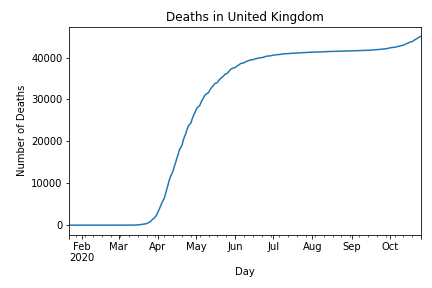 Deaths in United Kingdom
Number of Deaths
40000
30000
20000
10000
0
Feb Mar Apr May Jun Jul Aug Sep Oct
2020
Day